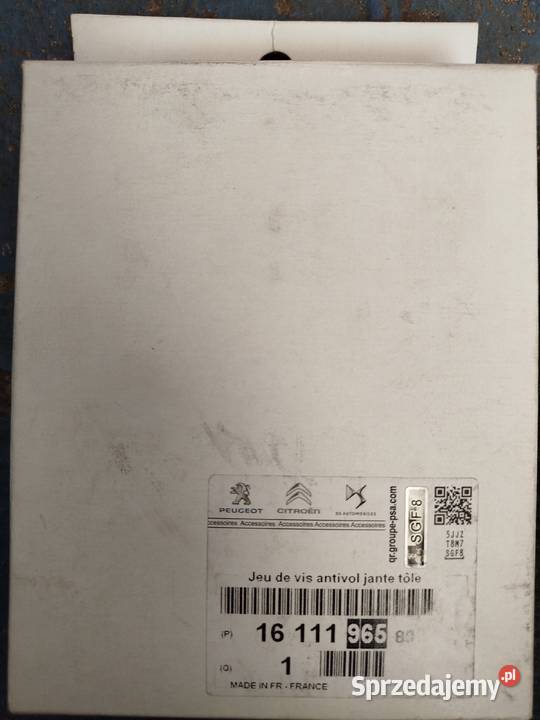 PEUGEOT CITROËN DS AUTOMOBILES
Accessoires Accessoires Accessoires Accessoires Accessoires
qr.groupe-psa.com
SGF 8
5JJZ
T8M7
SGF8
Jeu de vis antivol jante tôle
(P) 16 111 965 80
(Q) 1
MADE IN FR - FRANCE
Sprzedajemy.pl